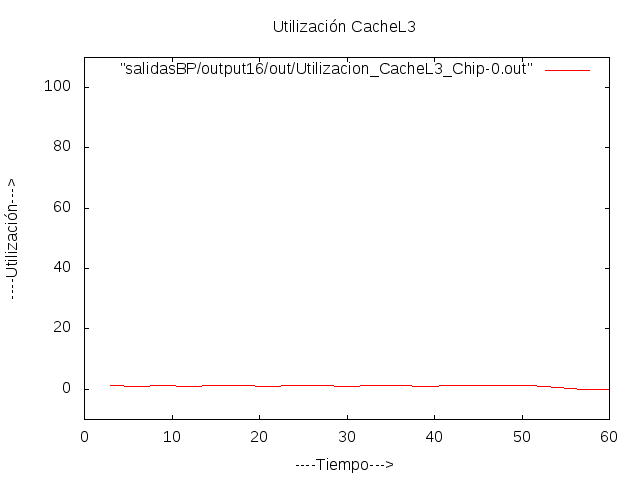 Utilización CacheL3
"salidasBP/output16/out/Utilizacion_CacheL3_Chip-0.out"
100
80
60
40
20
0
----Utilización--->
0 10 20 30 40 50 60
----Tiempo--->